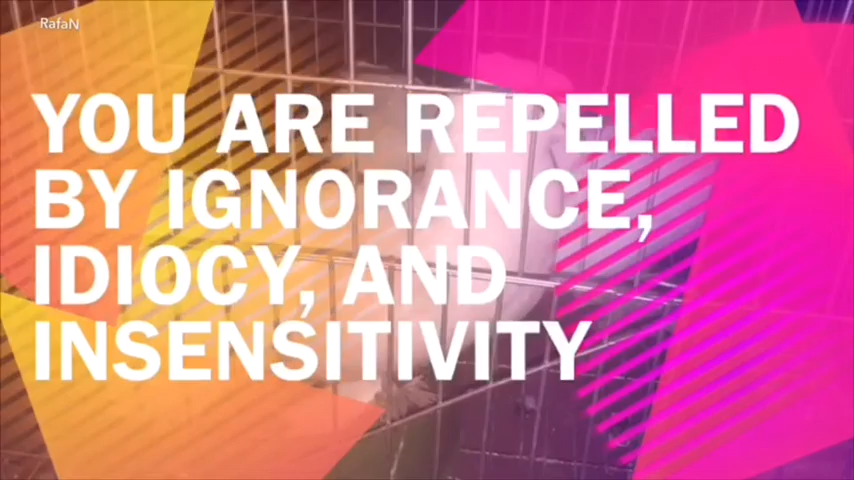 RafaN
YOU ARE REPELLED
BY IGNORANCE,
IDIOCY, AND
INSENSITIVITY